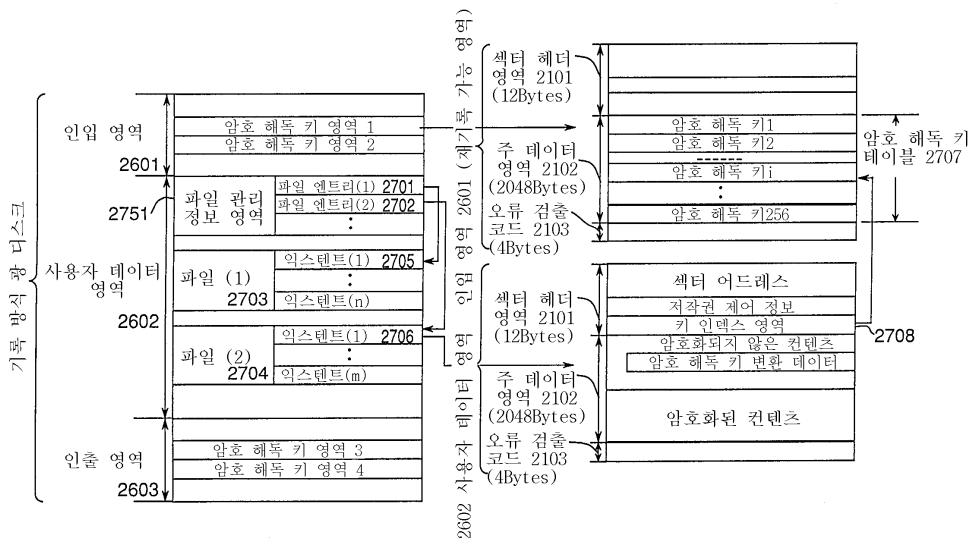 기록 방식 광 디스크
인입 영역
2601
사용자 데이터
영역
2602
인출 영역
2603
암호 해독 키 영역 1
암호 해독 키 영역 2
2751
파일 관리
정보 영역
파일 엔트리(1) 2701
파일 엔트리(2) 2702
⋮
파일 (1)
2703
익스텐트(1) 2705
⋮
익스텐트(n)
파일 (2)
2704
익스텐트(1) 2706
⋮
익스텐트(m)
암호 해독 키 영역 3
암호 해독 키 영역 4
인입 영역 2601 (재기록 가능 영역)
섹터 헤더
영역 2101
(12Bytes)
주 데이터
영역 2102
(2048Bytes)
오류 검출
코드 2103
(4Bytes)
암호 해독 키1
암호 해독 키2
암호 해독 키i
⋮
암호 해독 키256
암호 해독 키
테이블 2707
2602 사용자 데이터 영역
섹터 헤더
영역 2101
(12Bytes)
주 데이터
영역 2102
(2048Bytes)
오류 검출
코드 2103
(4Bytes)
섹터 어드레스
저작권 제어 정보
키 인덱스 영역
2708
암호화되지 않은 컨텐츠
암호 해독 키 변환 데이터
암호화된 컨텐츠